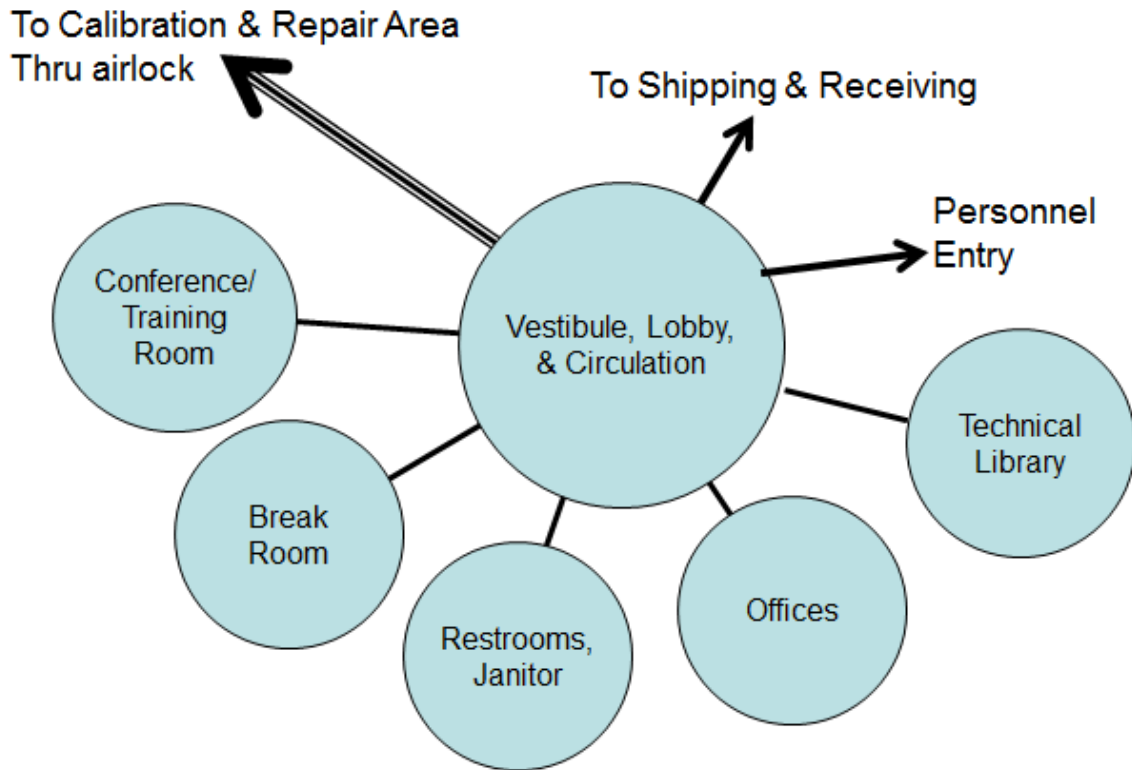 To Calibration & Repair Area
Thru airlock
To Shipping & Receiving
Personnel
Entry
Conference/
Training
Room
Vestibule, Lobby,
& Circulation
Technical
Library
Break
Room
Restrooms,
Janitor
Offices